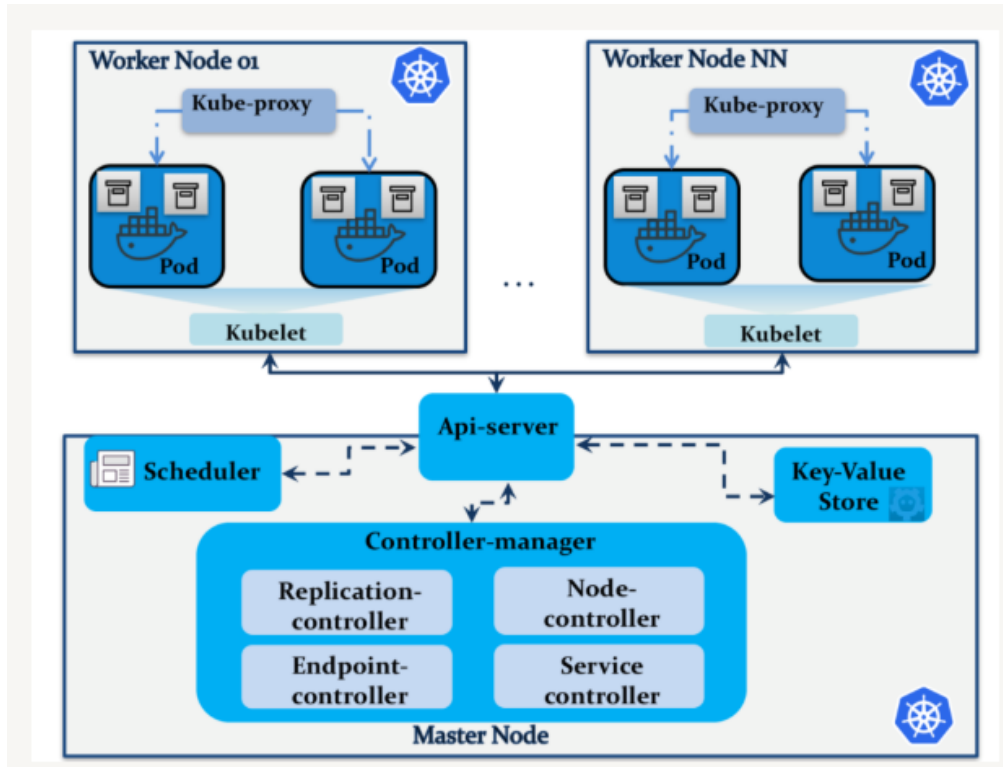 Worker Node 01
Kube-proxy
Pod
Pod
Kubelet
...
Worker Node NN
Kube-proxy
Pod
Pod
Kubelet
Api-server
Scheduler
Key-Value
Store
Controller-manager
Replication-
controller
Node-
controller
Endpoint-
controller
Service
controller
Master Node